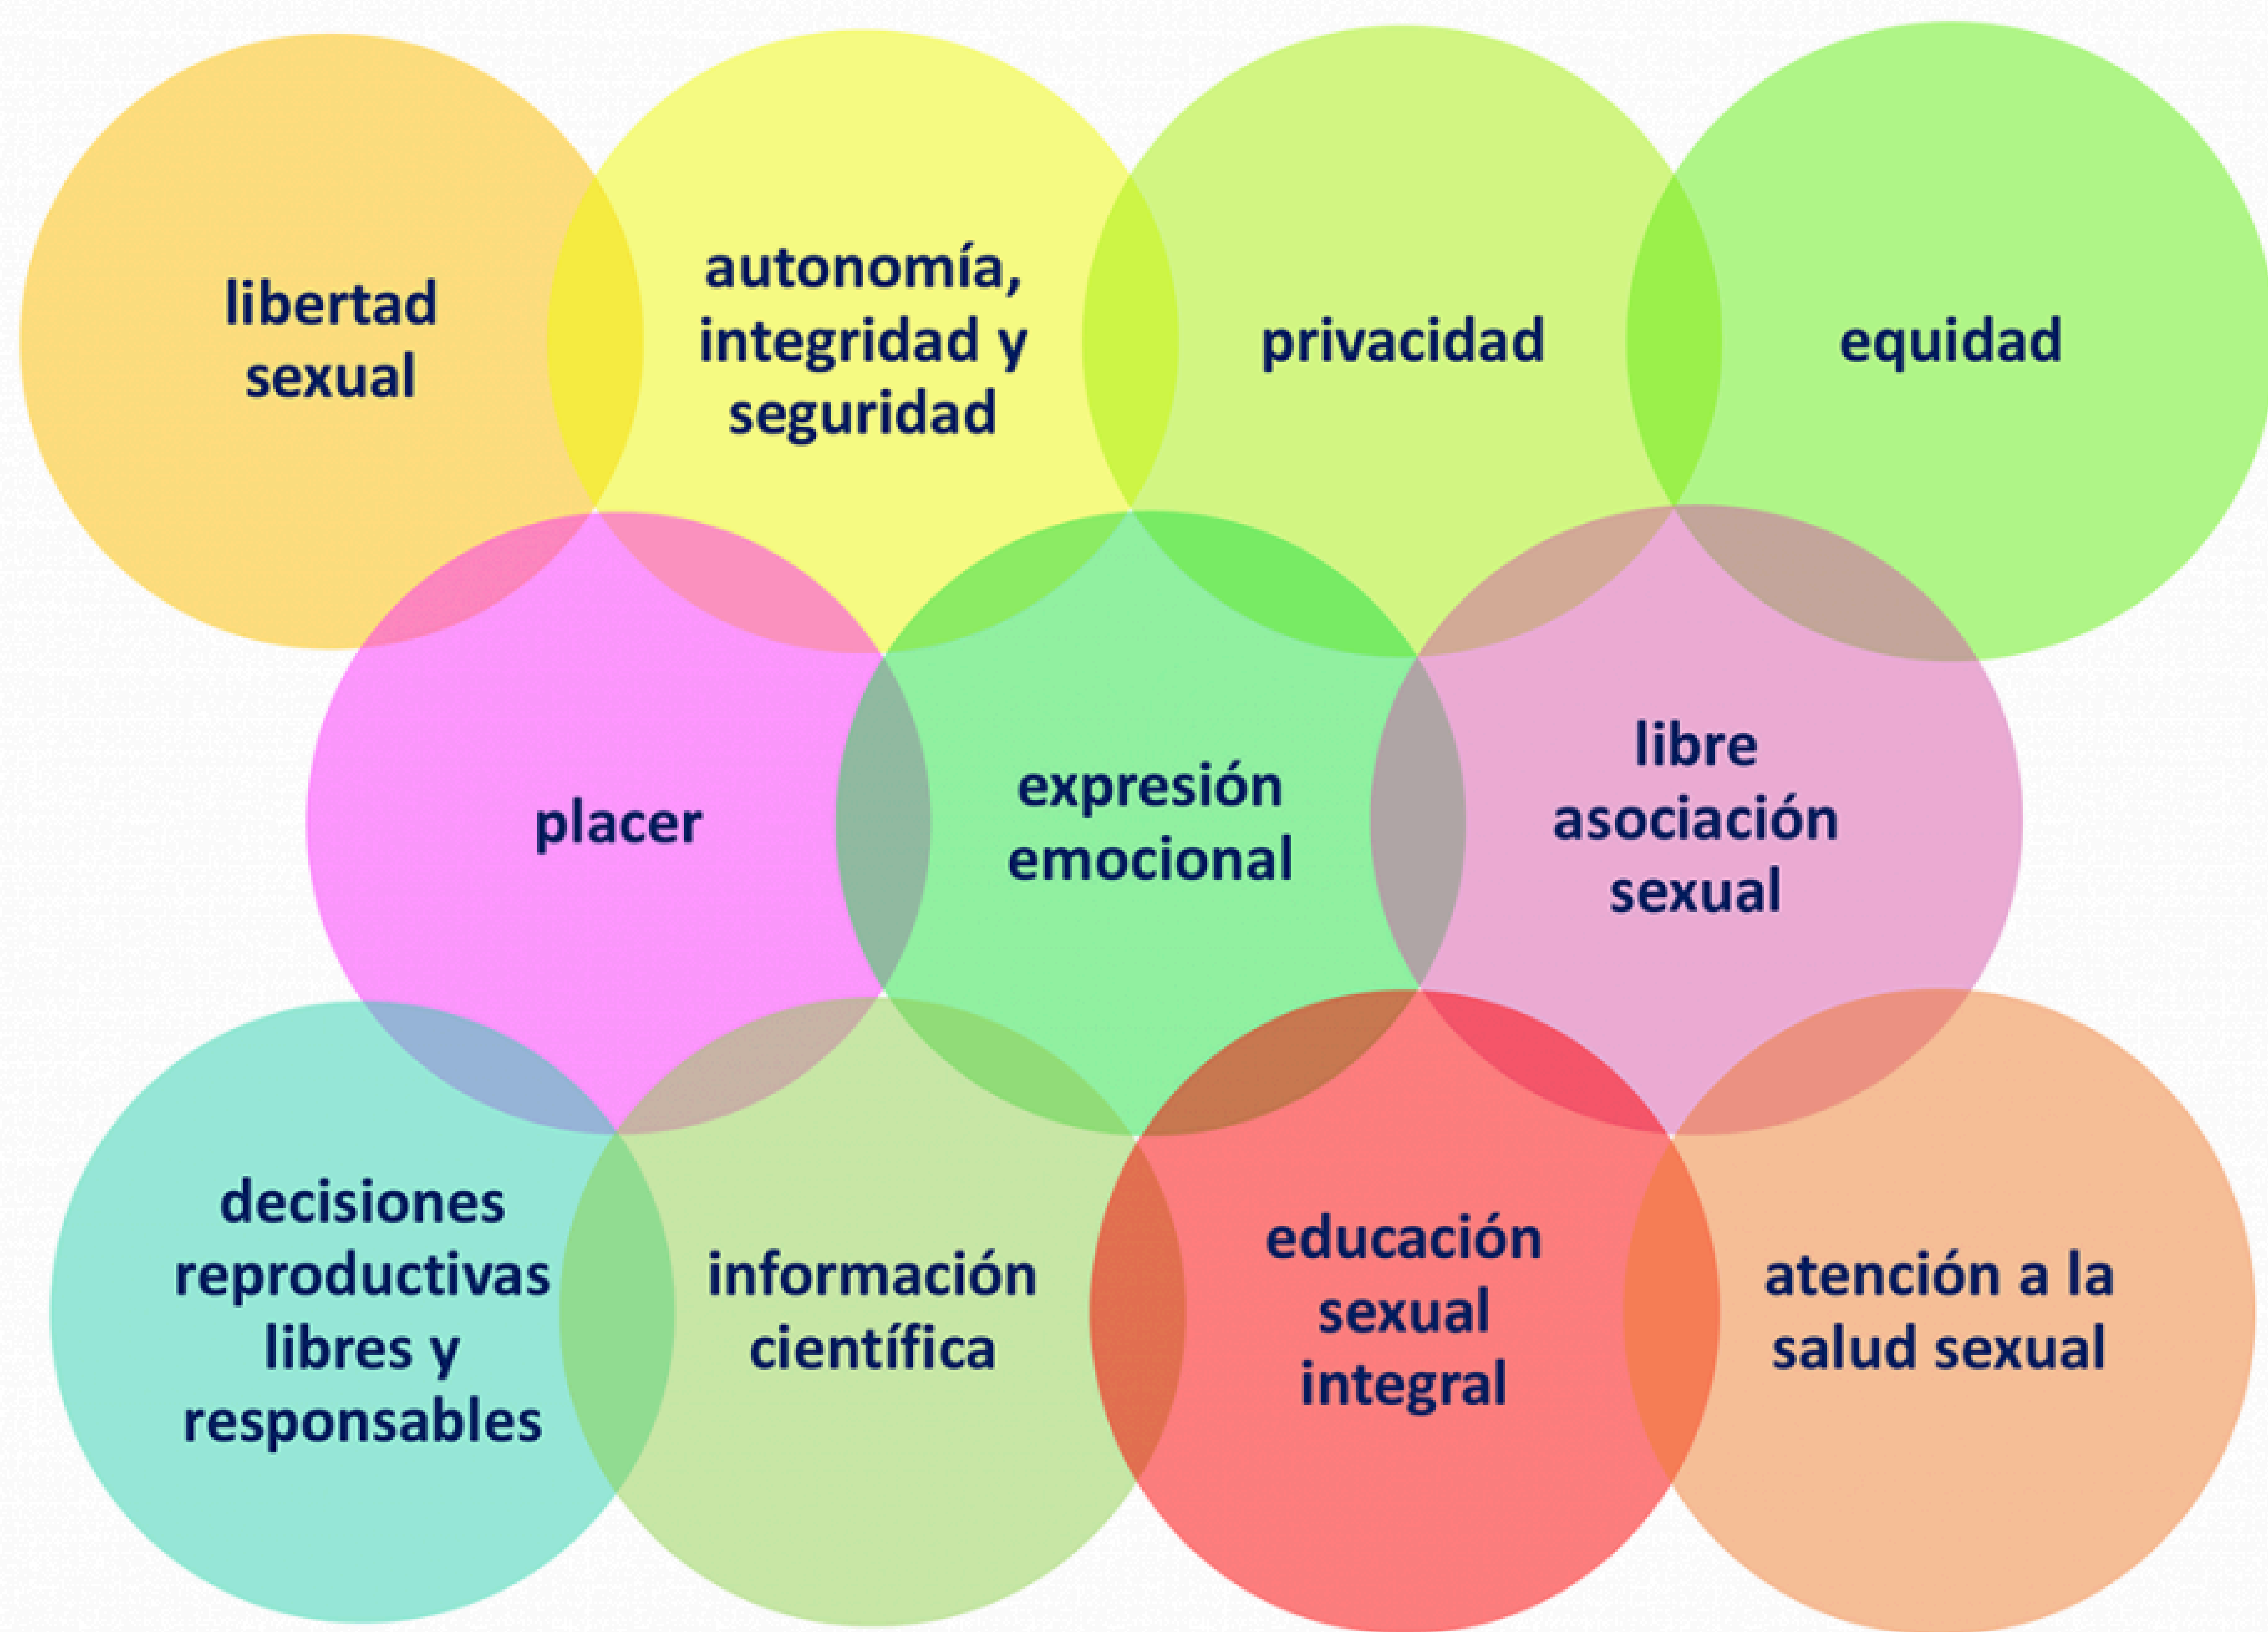 libertad
sexual
autonomía,
integridad y
seguridad
privacidad
equidad
placer
expresión
emocional
libre
asociación
sexual
decisiones
reproductivas
libres y
responsables
información
científica
educación
sexual
integral
atención a la
salud sexual